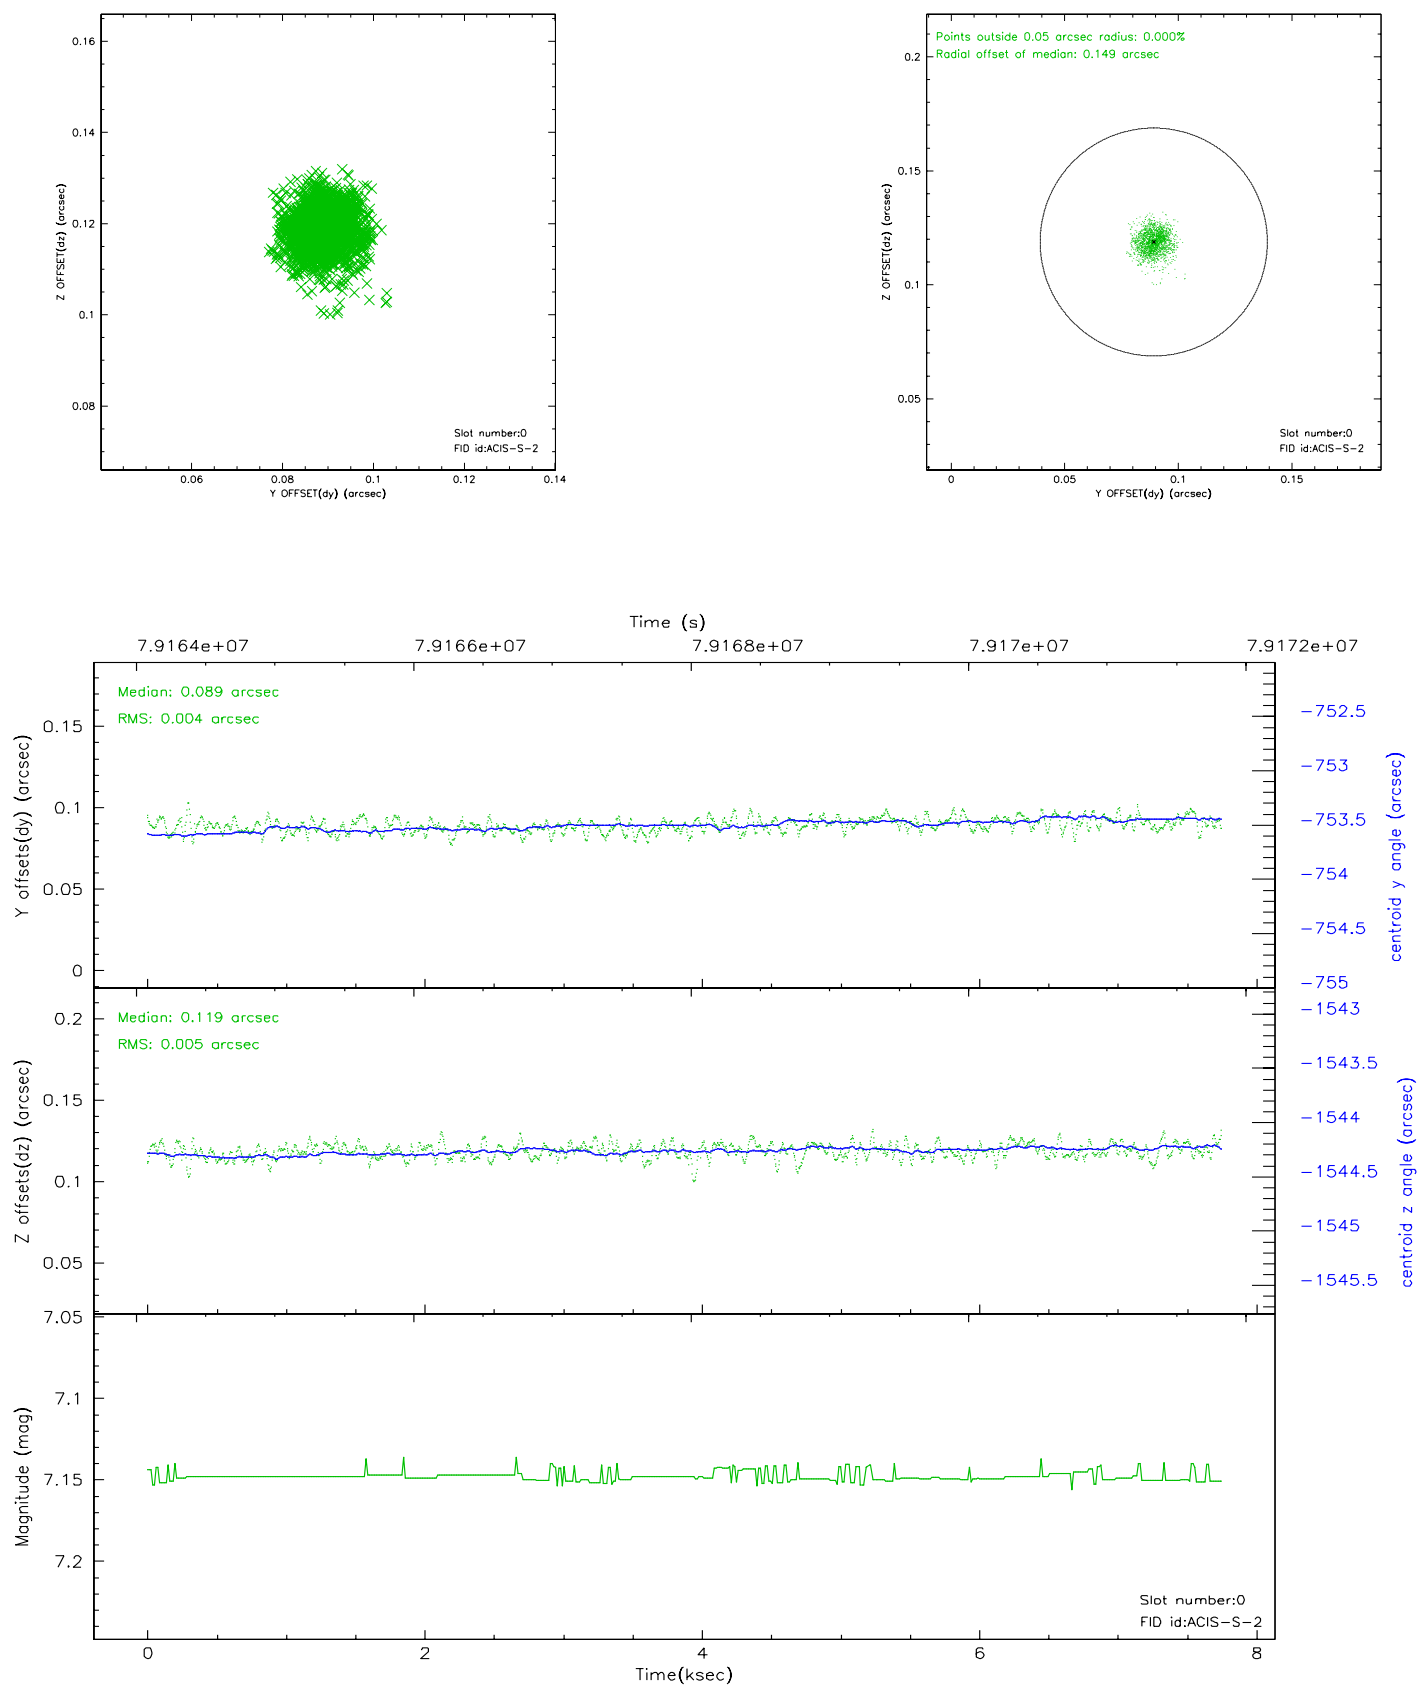 0.16
0.14
0.12
0.1
0.08
Z OFFSET(dz) (arcsec)
Slot number:0
FID id:ACIS-S-2
0.06
0.08
0.1
0.12
0.14
Y OFFSET(dy) (arcsec)
Points outside 0.05 arcsec radius: 0.000%
Radial offset of median: 0.149 arcsec
0.2
0.15
0.1
0.05
Z OFFSET(dz) (arcsec)
Slot number:0
FID id:ACIS-S-2
0
0.05
0.1
0.15
Y OFFSET(dy) (arcsec)
Time (s)
7.9164e+07
7.9166e+07
7.9168e+07
7.917e+07
7.9172e+07
Median: 0.089 arcsec
RMS: 0.004 arcsec
0.15
0.1
0.05
0
Y offsets(dy) (arcsec)
-752.5
-753
-753.5
-754
-754.5
-755
centroid y angle (arcsec)
Median: 0.119 arcsec
RMS: 0.005 arcsec
0.2
0.15
0.1
0.05
Z offsets(dz) (arcsec)
-1543
-1543.5
-1544
-1544.5
-1545
-1545.5
centroid z angle (arcsec)
7.05
7.1
7.15
7.2
Magnitude (mag)
Slot number:0
FID id:ACIS-S-2
0
2
4
6
8
Time(ksec)